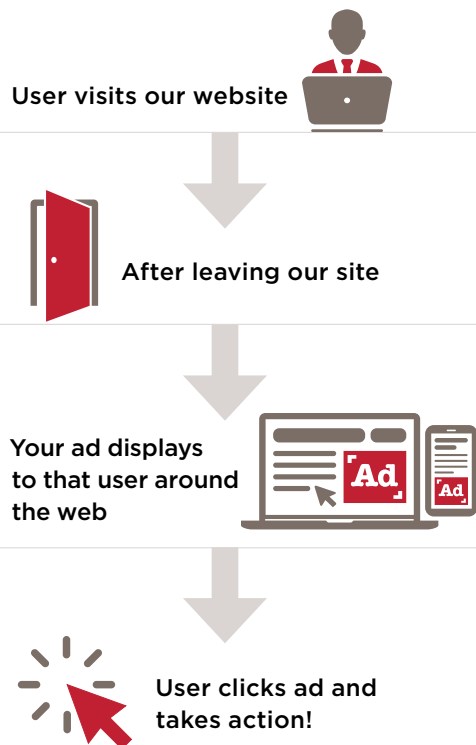 User visits our website
After leaving our site
Your ad displays
to that user around
the web
Ad
Ad
User clicks ad and
takes action!